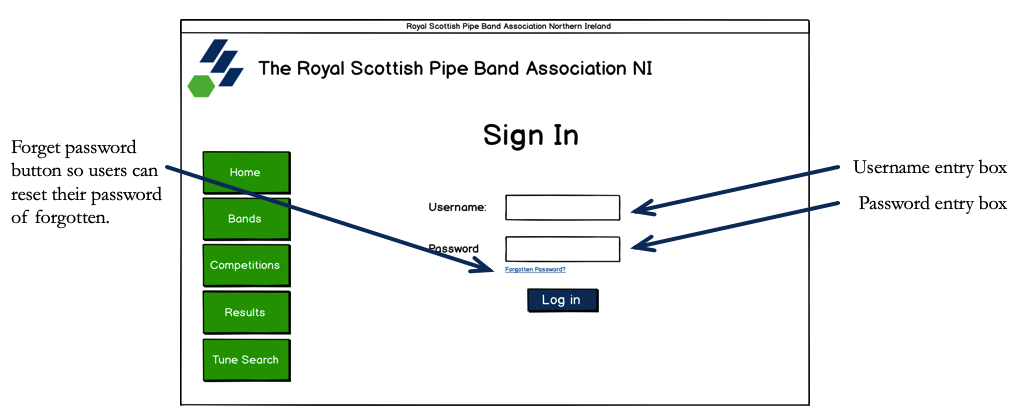 Royal Scottish Pipe Band Association Northern Ireland
The Royal Scottish Pipe Band Association NI
Sign In
Forget password
button so users can
reset their password
of forgotten.
Home
Bands
Competitions
Results
Tune Search
Username:
Password
Forgotten Password?
Log in
Username entry box
Password entry box